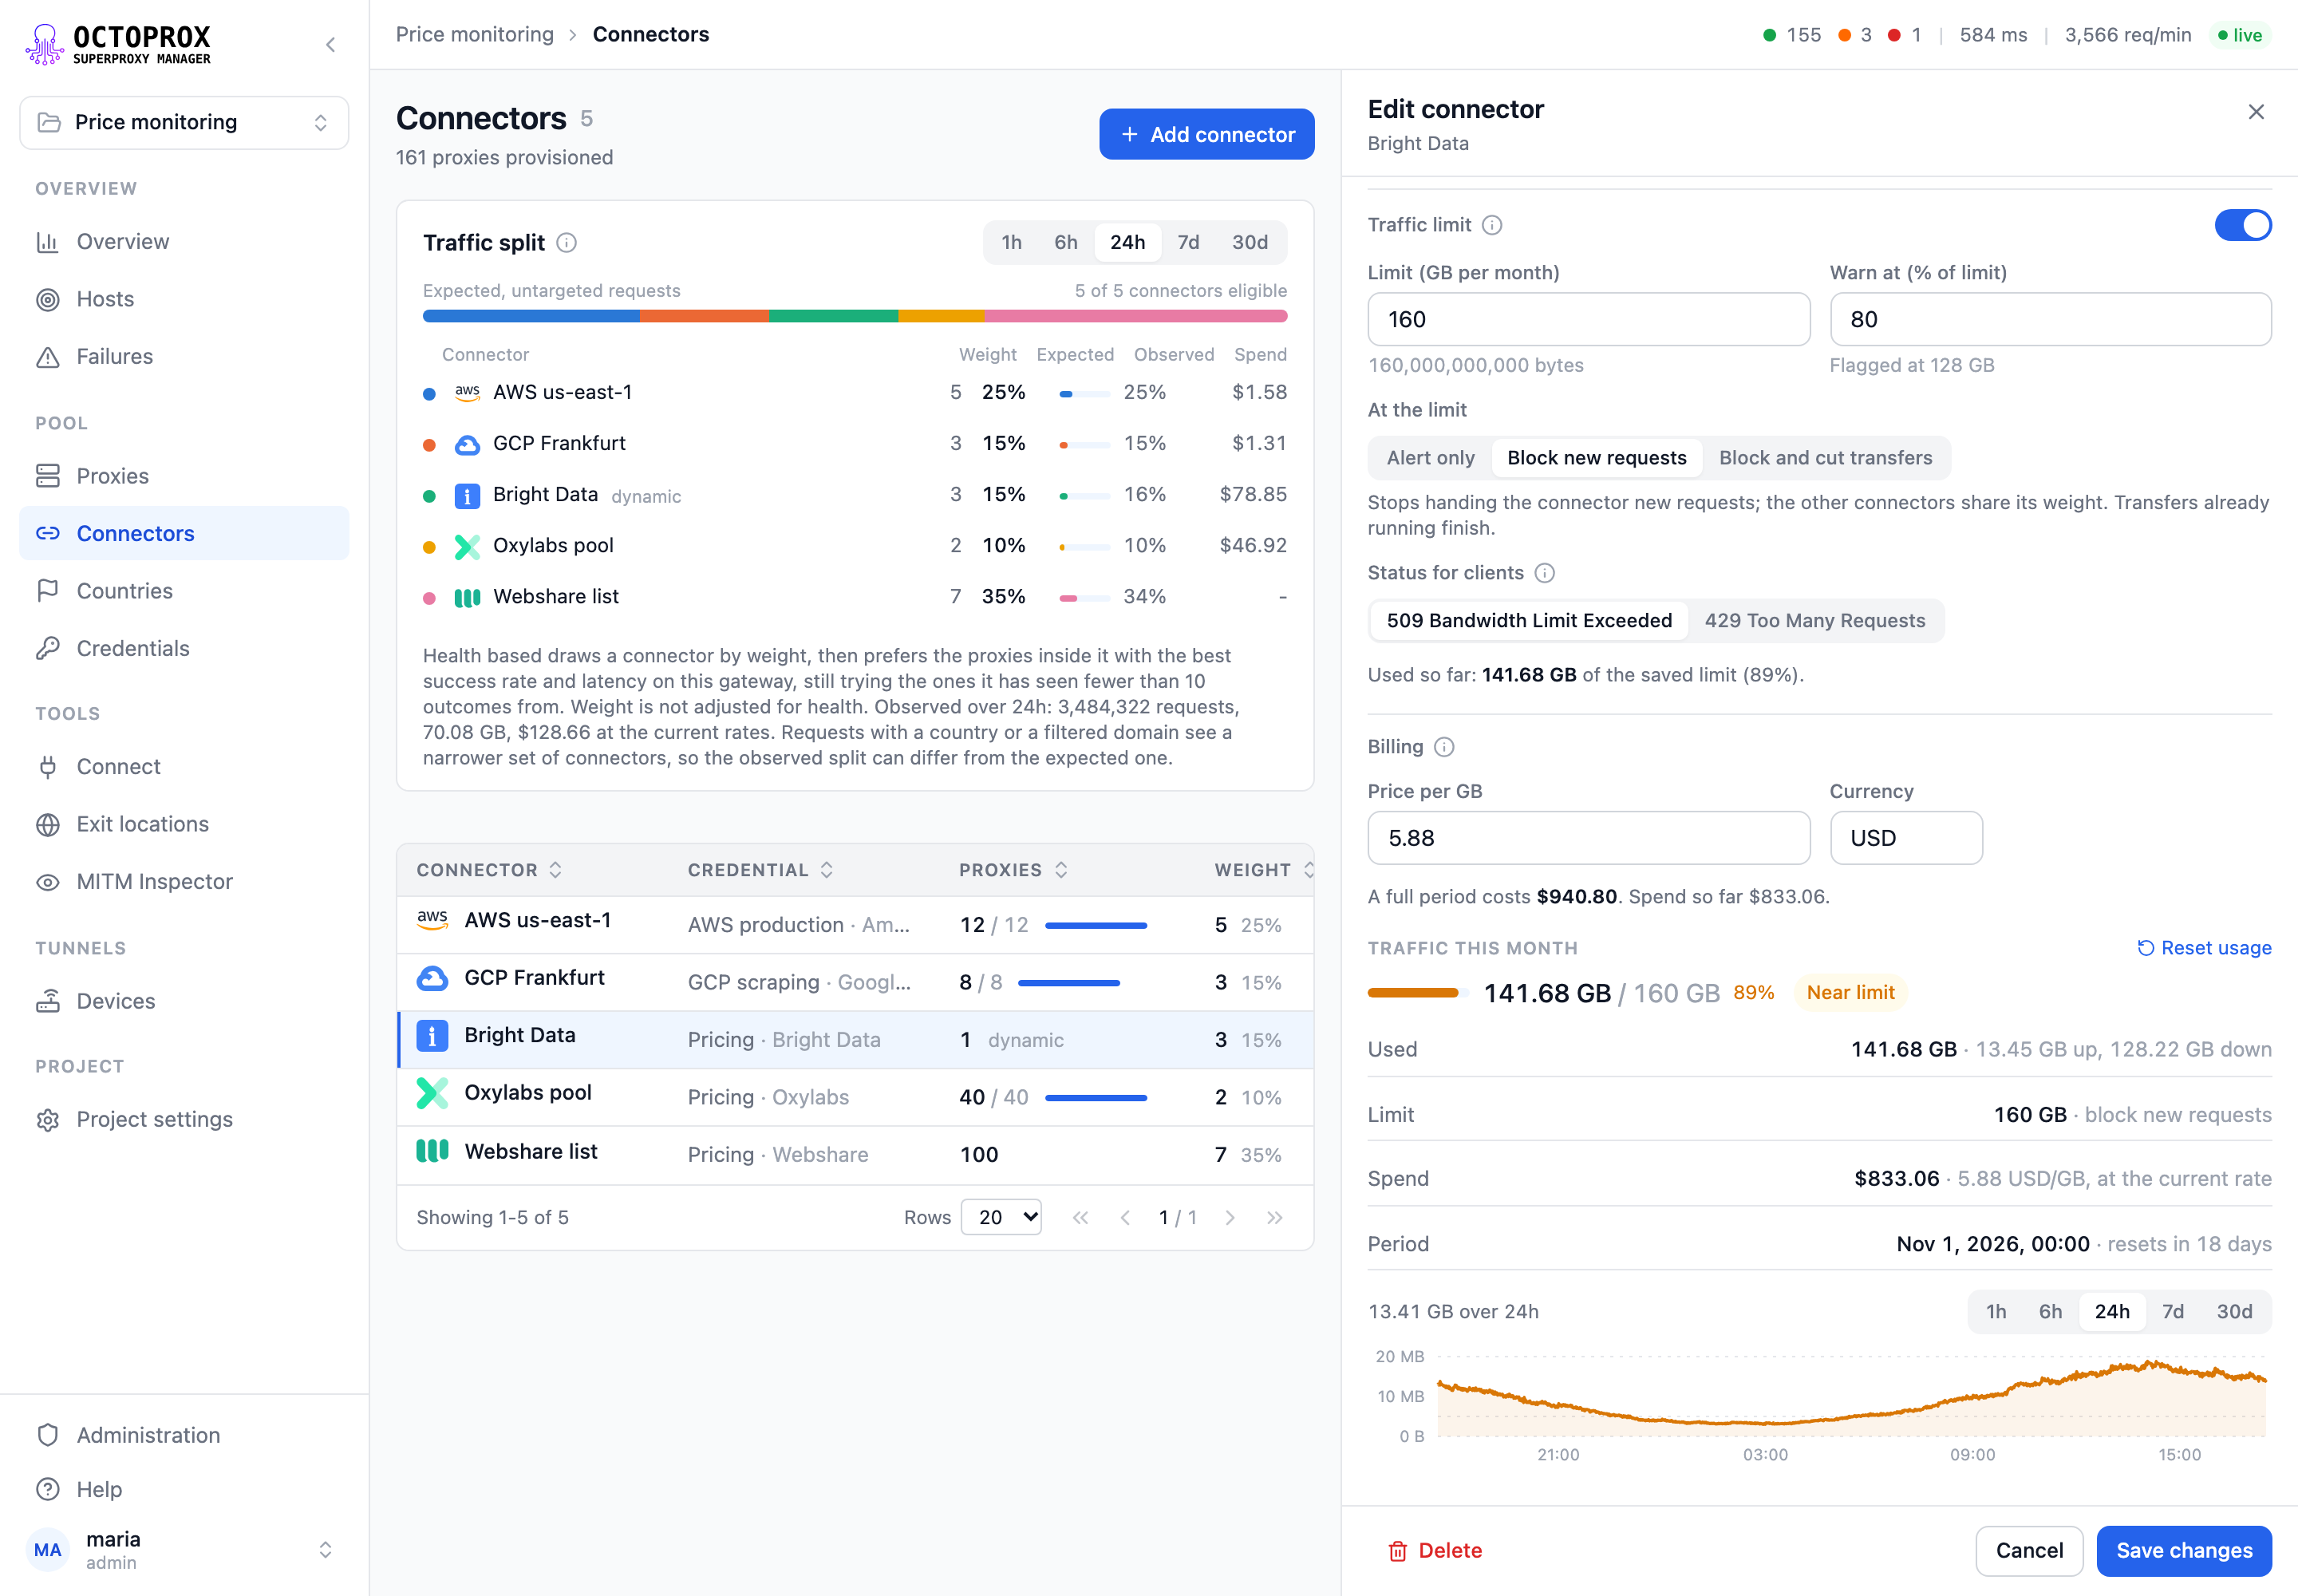 OCTOPROX
SUPERPROXY MANAGER
Price monitoring
OVERVIEW
Overview
Hosts
Failures
POOL
Proxies
Connectors
Countries
Credentials
TOOLS
Connect
Exit locations
MITM Inspector
TUNNELS
Devices
PROJECT
Project settings
Administration
Help
MA
maria
admin
Price monitoring > Connectors
155 3 1 | 584 ms | 3,566 req/min live
Connectors 5
161 proxies provisioned
+ Add connector
Traffic split
1h 6h 24h 7d 30d
Expected, untargeted requests 5 of 5 connectors eligible
Connector Weight Expected Observed Spend
aws AWS us-east-1 5 25% 25% $1.58
GCP Frankfurt 3 15% 15% $1.31
i Bright Data dynamic 3 15% 16% $78.85
Oxylabs pool 2 10% 10% $46.92
Webshare list 7 35% 34% -
Health based draws a connector by weight, then prefers the proxies inside it with the best
success rate and latency on this gateway, still trying the ones it has seen fewer than 10
outcomes from. Weight is not adjusted for health. Observed over 24h: 3,484,322 requests,
70.08 GB, $128.66 at the current rates. Requests with a country or a filtered domain see a
narrower set of connectors, so the observed split can differ from the expected one.
CONNECTOR CREDENTIAL PROXIES WEIGHT
aws AWS us-east-1 AWS production · Am... 12 / 12 5 25%
GCP Frankfurt GCP scraping · Googl... 8 / 8 3 15%
i Bright Data Pricing · Bright Data 1 dynamic 3 15%
Oxylabs pool Pricing · Oxylabs 40 / 40 2 10%
Webshare list Pricing · Webshare 100 7 35%
Showing 1-5 of 5 Rows 20 « ‹ 1 / 1 › »
Edit connector
Bright Data
Traffic limit
Limit (GB per month) Warn at (% of limit)
160 80
160,000,000,000 bytes Flagged at 128 GB
At the limit
Alert only Block new requests Block and cut transfers
Stops handing the connector new requests; the other connectors share its weight. Transfers already
running finish.
Status for clients
509 Bandwidth Limit Exceeded 429 Too Many Requests
Used so far: 141.68 GB of the saved limit (89%).
Billing
Price per GB Currency
5.88 USD
A full period costs $940.80. Spend so far $833.06.
TRAFFIC THIS MONTH Reset usage
141.68 GB / 160 GB 89% Near limit
Used 141.68 GB · 13.45 GB up, 128.22 GB down
Limit 160 GB · block new requests
Spend $833.06 · 5.88 USD/GB, at the current rate
Period Nov 1, 2026, 00:00 · resets in 18 days
13.41 GB over 24h 1h 6h 24h 7d 30d
20 MB
10 MB
0 B
21:00 03:00 09:00 15:00
Delete Cancel Save changes